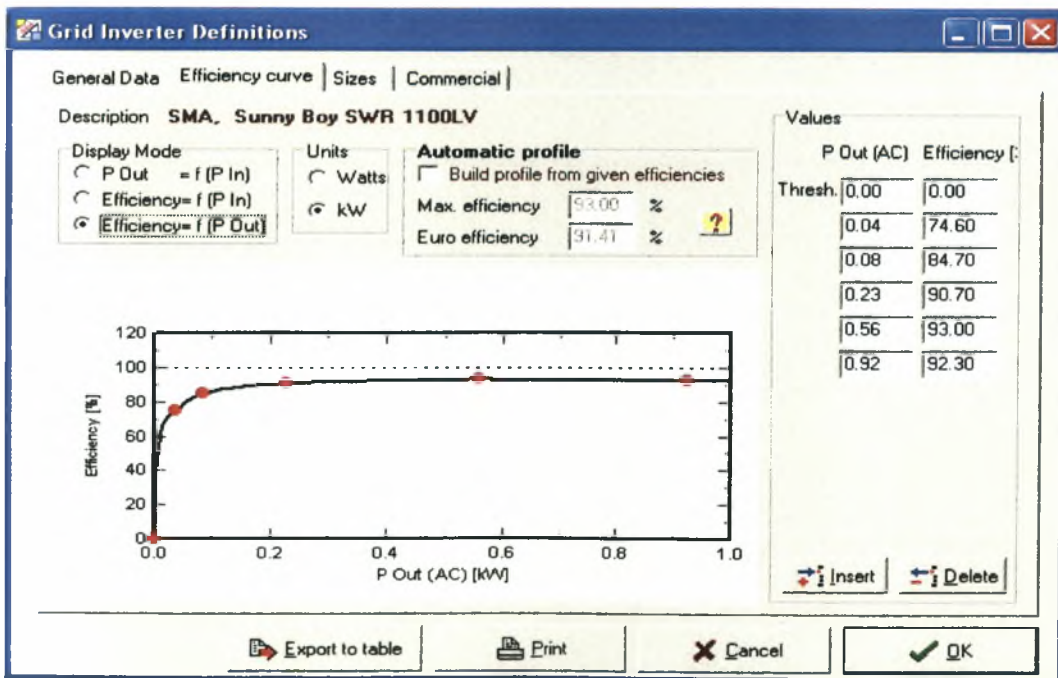 Grid Inverter Definitions
General Data Efficiency curve Sizes Commercial
Description SMA, Sunny Boy SWR 1100LV
Display Mode
P Out = f (P In)
Efficiency= f (P In)
Efficiency= f (P Out)
Units
Watts
kW
Automatic profile
Build profile from given efficiencies
Max. efficiency 93.00 %
Euro efficiency 91.41 %
?
Values
P Out (AC) Efficiency [:
Thresh. 0.00 0.00
0.04 74.60
0.08 84.70
0.23 90.70
0.56 93.00
0.92 92.30
120
100
80
60
40
20
0
Efficiency [%]
0.0 0.2 0.4 0.6 0.8 1.0
P Out (AC) [kW]
Insert Delete
Export to table Print Cancel OK